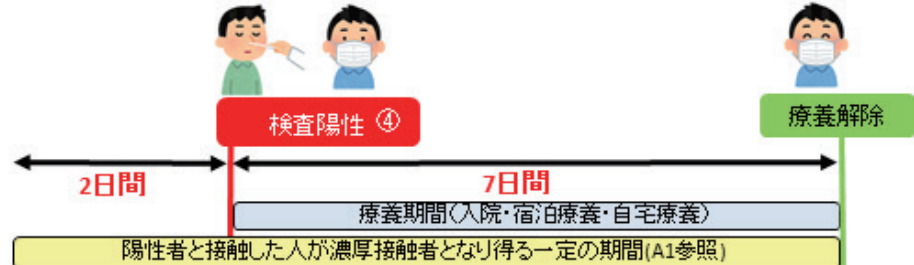 検査陽性 ④
療養解除
2日間
7日間
療養期間(入院・宿泊療養・自宅療養)
陽性者と接触した人が濃厚接触者となり得る一定の期間(A1参照)